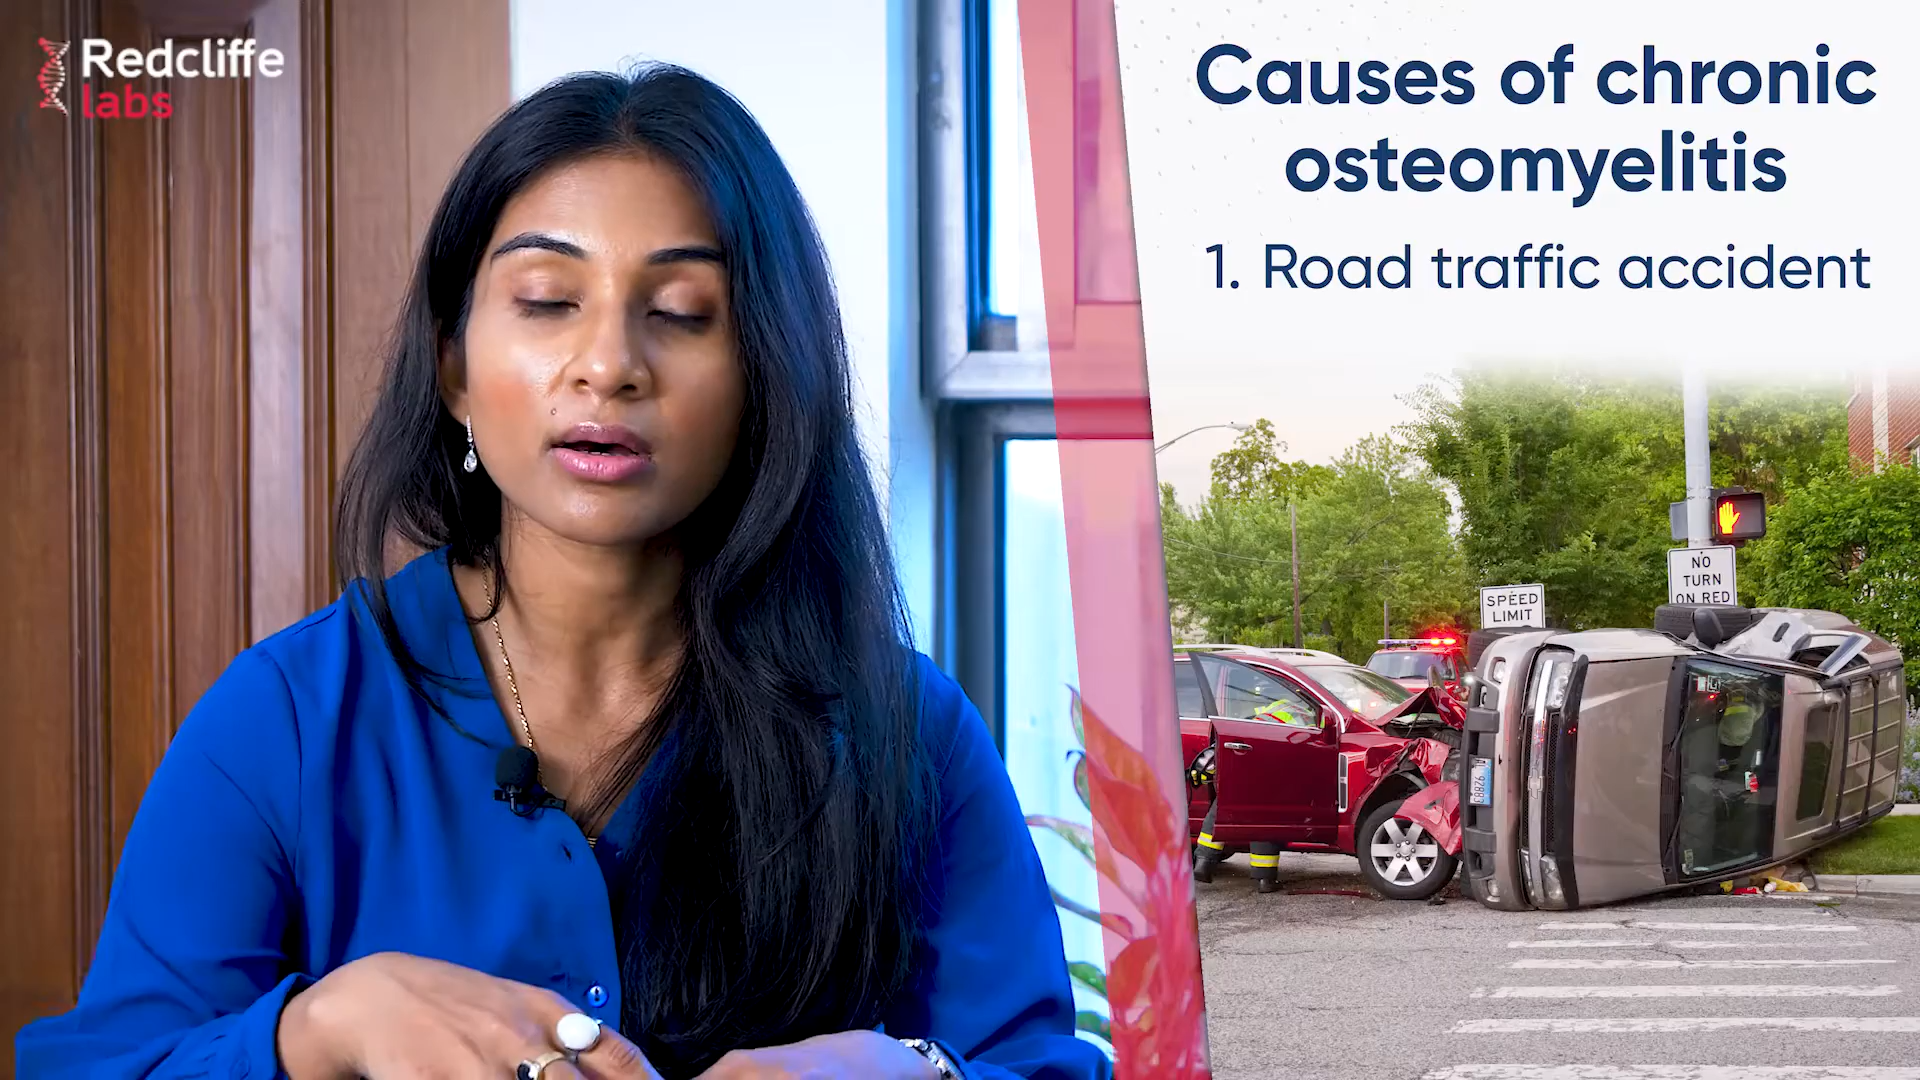 Redcliffe
labs
Causes of chronic
osteomyelitis
1. Road traffic accident
NO
TURN
ON RED
SPEED
LIMIT